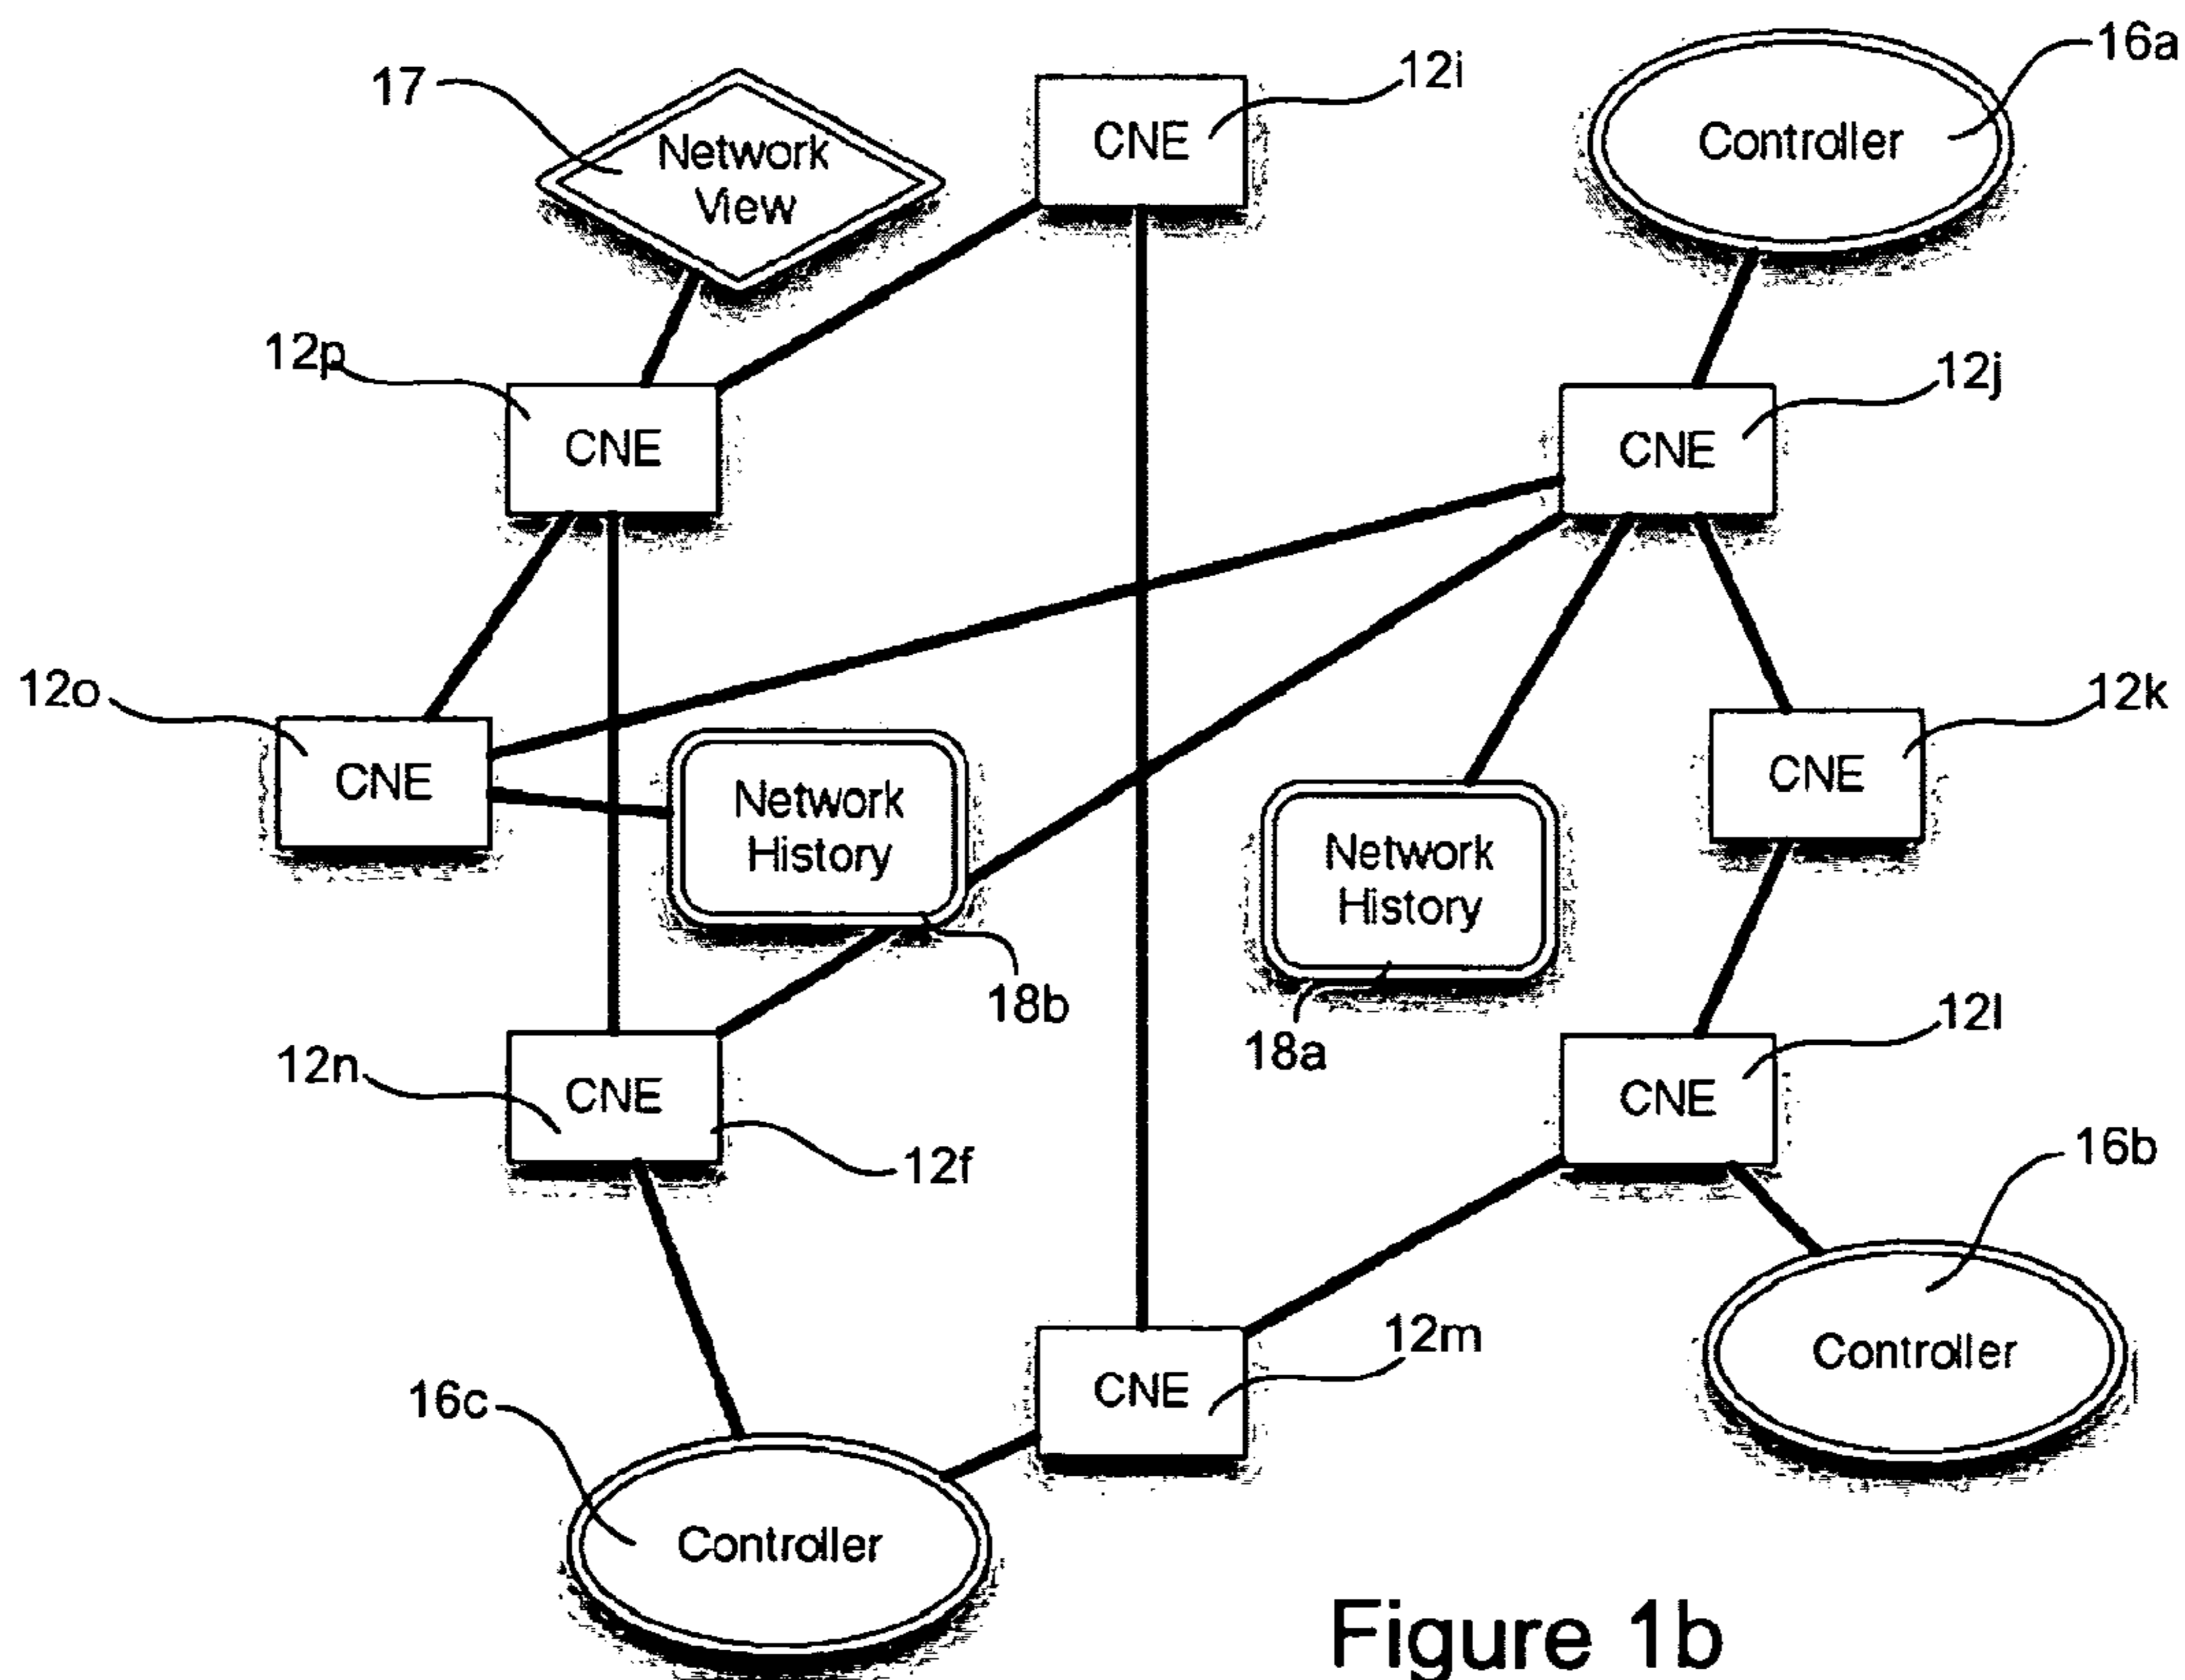 16a
12i
17
CNE
Controller
Network
View
12p
12j
CNE
CNE
12o
12k
CNE
Network
History
Network
History
CNE
18b
18a
12l
12n
CNE
CNE
12f
16b
12m
CNE
Controller
16c
Controller
Figure 1b